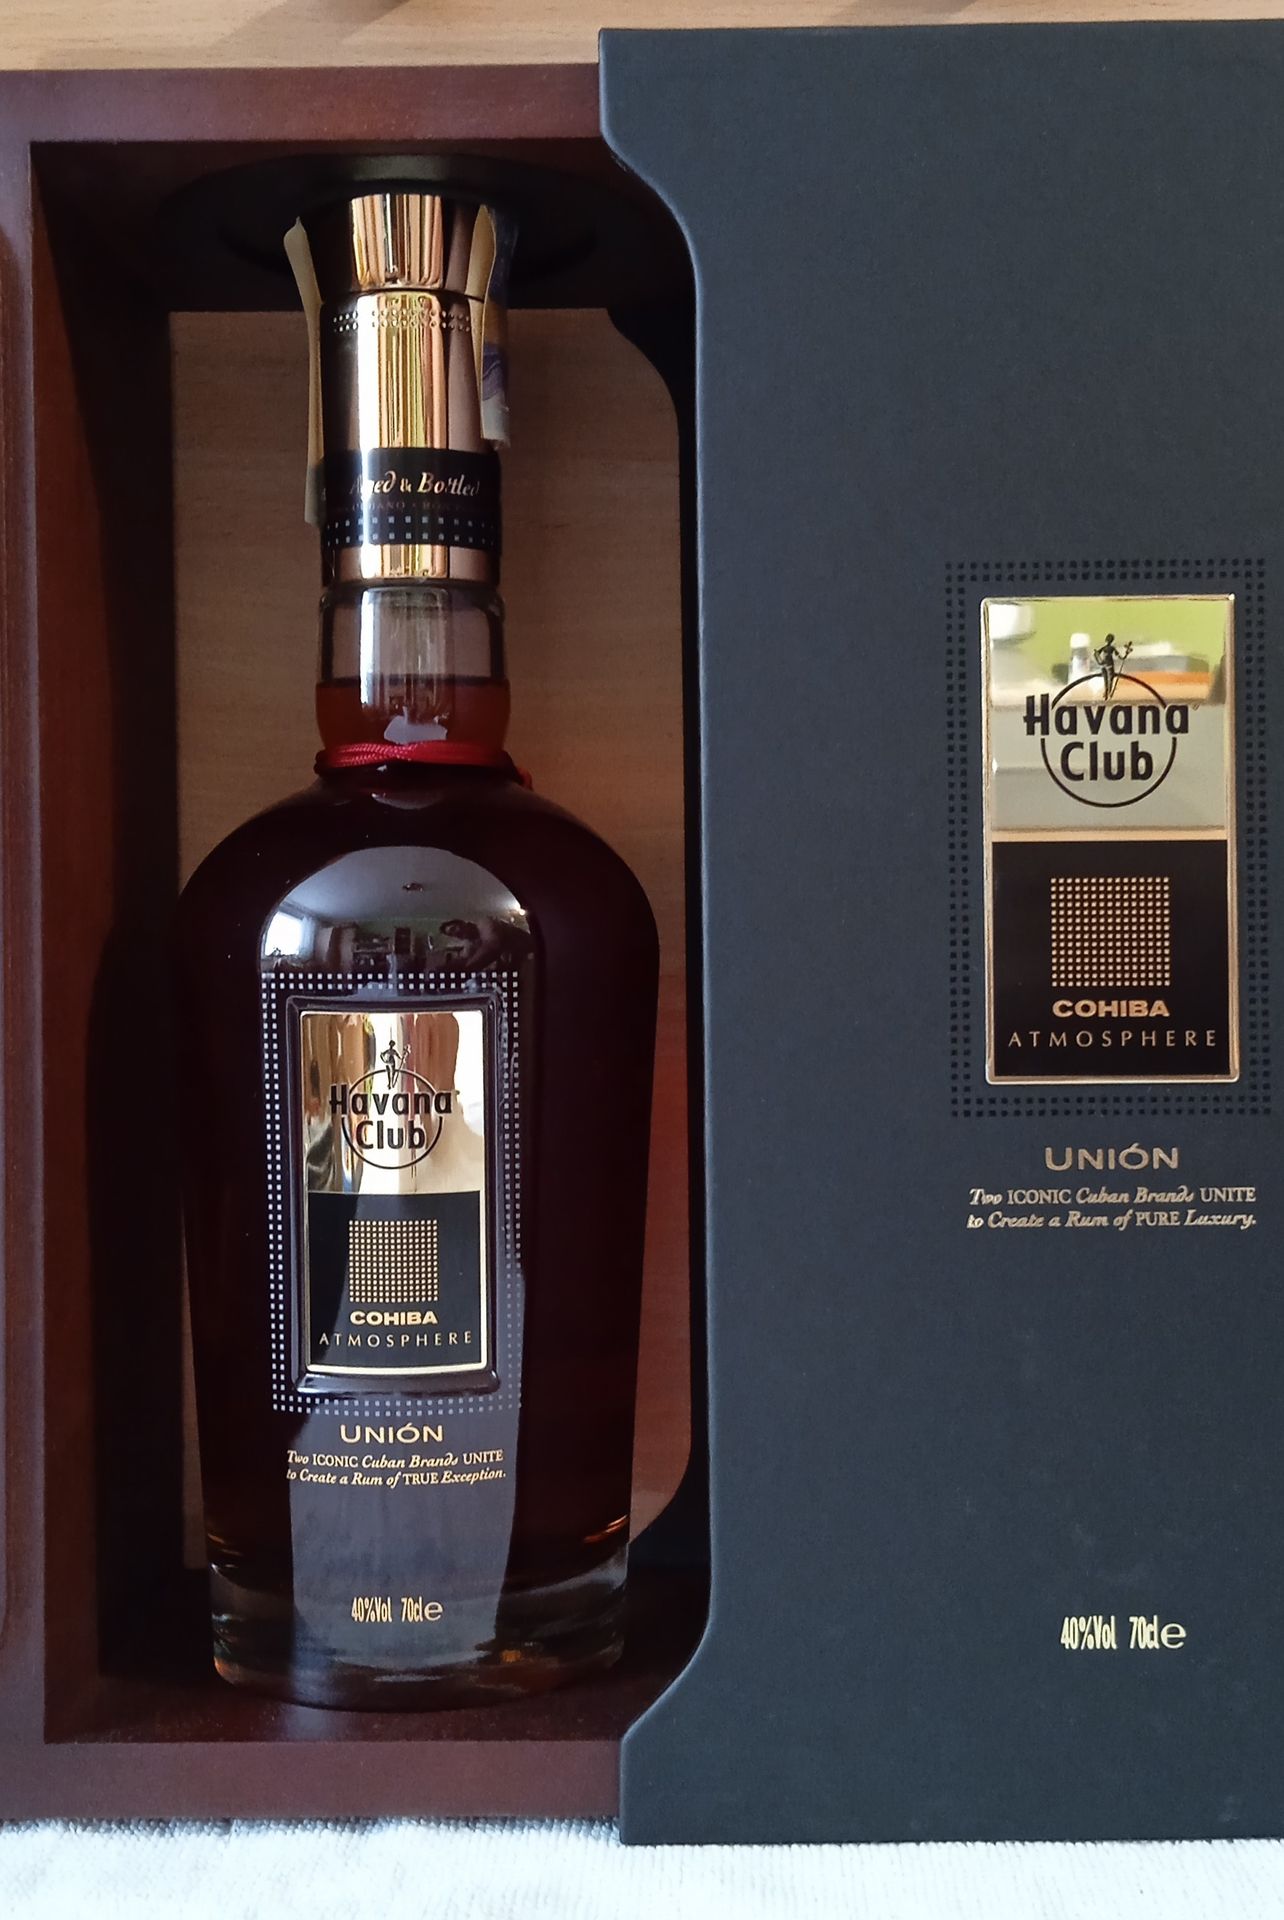 Aged & Bottled
Havana
Club
COHIBA
ATMOSPHERE
UNIÓN
Two ICONIC Cuban Brands UNITE
to Create a Rum of TRUE Exception.
40%Vol 70cl e
Havana
Club
COHIBA
ATMOSPHERE
UNIÓN
Two ICONIC Cuban Brands UNITE
to Create a Rum of PURE Luxury.
40%Vol 70cl e